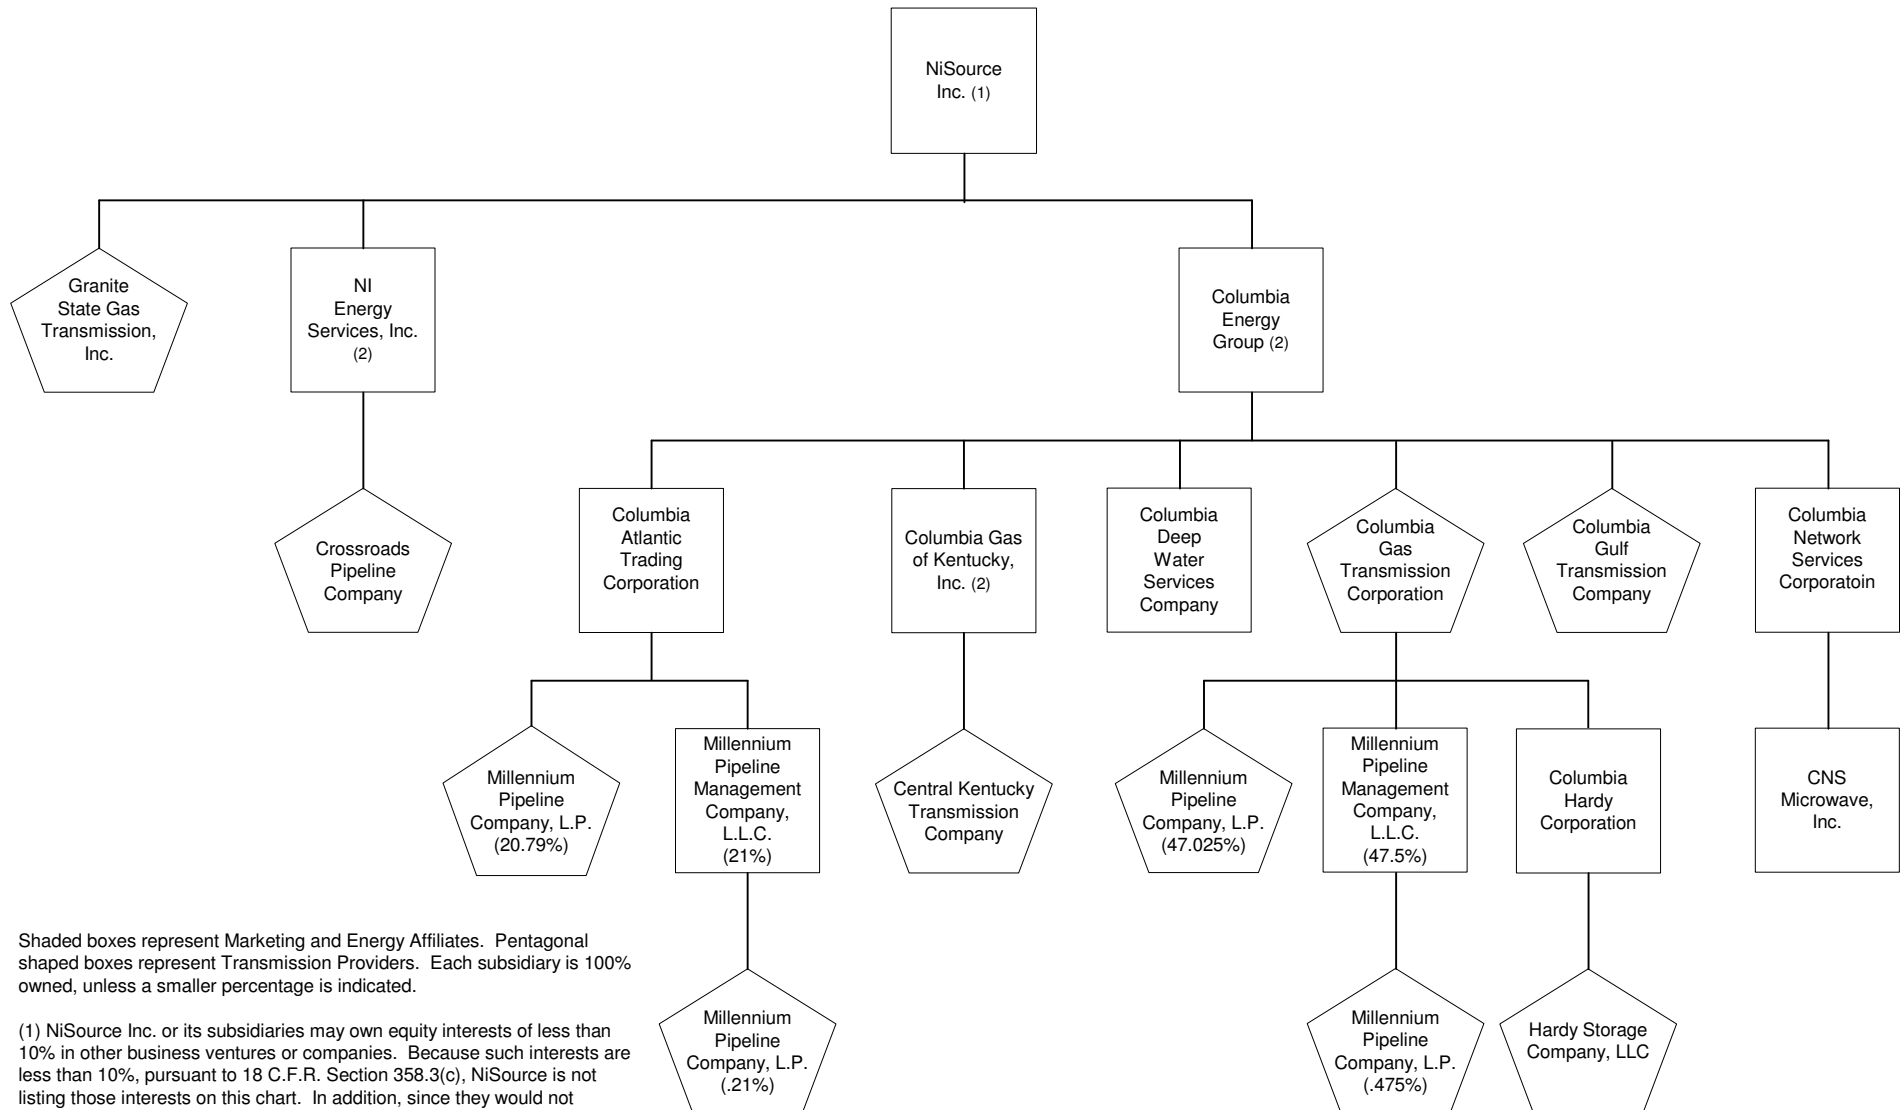 NiSource
Inc. (1)
Granite
State Gas
Transmission,
Inc.
NI
Energy
Services, Inc.
(2)
Columbia
Energy
Group (2)
Crossroads
Pipeline
Company
Columbia
Atlantic
Trading
Corporation
Columbia Gas
of Kentucky,
Inc. (2)
Columbia
Deep
Water
Services
Company
Columbia
Gas
Transmission
Corporation
Columbia
Gulf
Transmission
Company
Columbia
Network
Services
Corporatoin
Millennium
Pipeline
Company, L.P.
(20.79%)
Millennium
Pipeline
Management
Company,
L.L.C.
(21%)
Central Kentucky
Transmission
Company
Millennium
Pipeline
Company, L.P.
(47.025%)
Millennium
Pipeline
Management
Company,
L.L.C.
(47.5%)
Columbia
Hardy
Corporation
CNS
Microwave,
Inc.
Millennium
Pipeline
Company, L.P.
(.21%)
Millennium
Pipeline
Company, L.P.
(.475%)
Hardy Storage
Company, LLC
Shaded boxes represent Marketing and Energy Affiliates.  Pentagonal
shaped boxes represent Transmission Providers.  Each subsidiary is 100%
owned, unless a smaller percentage is indicated.
(1) NiSource Inc. or its subsidiaries may own equity interests of less than
10% in other business ventures or companies.  Because such interests are
less than 10%, pursuant to 18 C.F.R. Section 358.3(c), NiSource is not
listing those interests on this chart.  In addition, since they would not